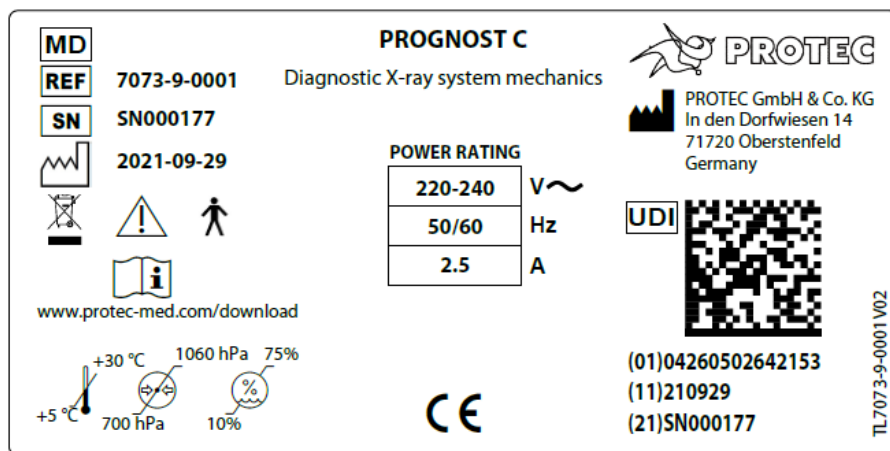 MD
REF 7073-9-0001
SN SN000177
2021-09-29
www.protec-med.com/download
+30 °C
+5 °C
1060 hPa
700 hPa
75%
%
10%
PROGNOST C
Diagnostic X-ray system mechanics
POWER RATING
220-240 V
50/60 Hz
2.5 A
CE
PROTEC
PROTEC GmbH & Co. KG
In den Dorfwiesen 14
71720 Oberstenfeld
Germany
UDI
(01)04260502642153
(11)210929
(21)SN000177
TL7073-9-0001 V02